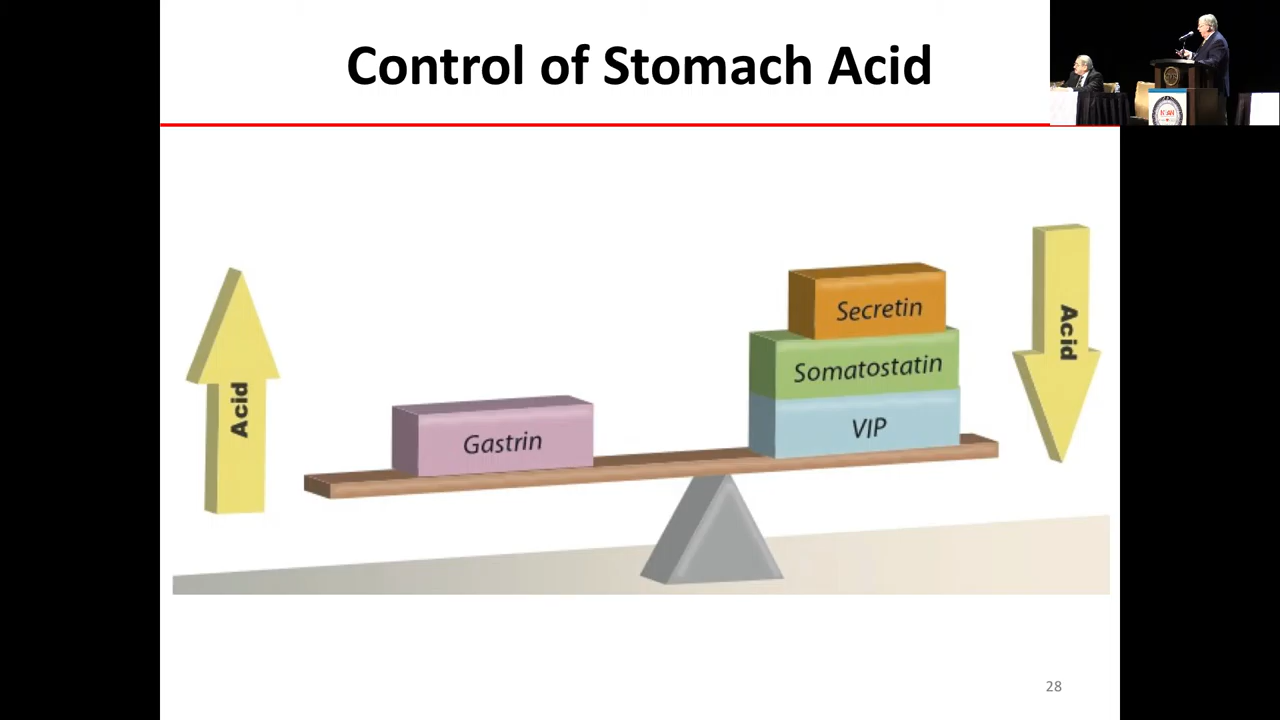 Control of Stomach Acid
Acid
Gastrin
Secretin
Somatostatin
VIP
Acid
28